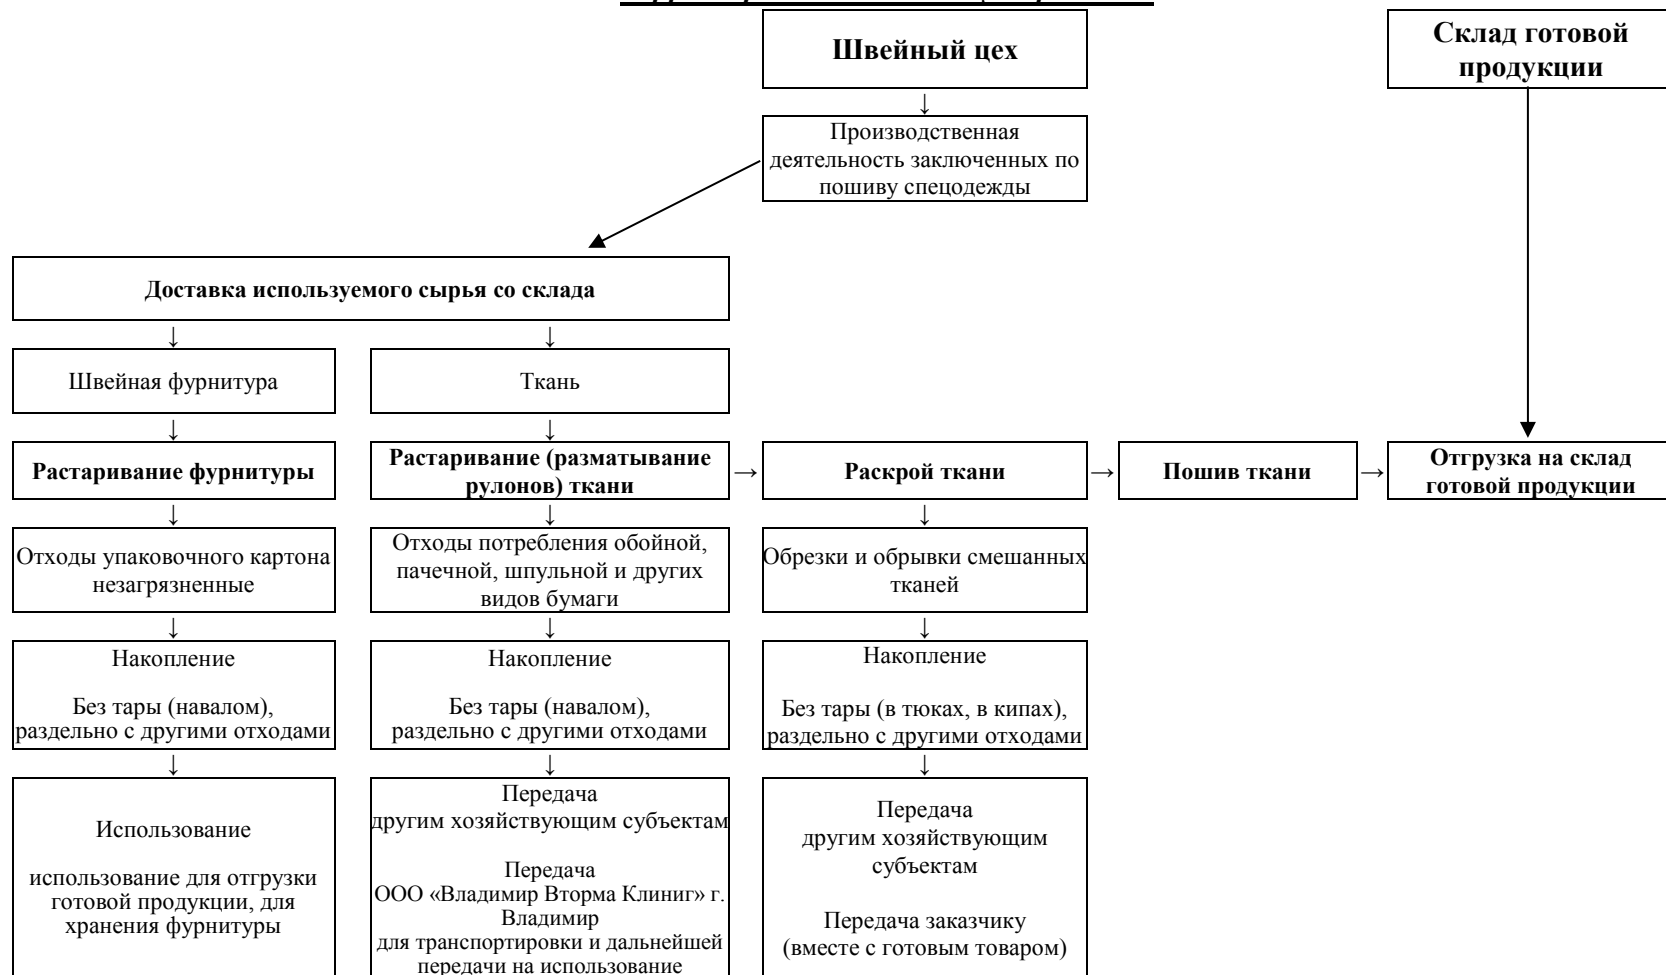 Швейный цех
Склад готовой
продукции
↓
Производственная
деятельность заключенных по
пошиву спецодежды
Доставка используемого сырья со склада
↓
↓
Швейная фурнитура
Ткань
↓
↓
Растаривание фурнитуры
Растаривание (разматывание
рулонов) ткани
→
Раскрой ткани
→
Пошив ткани
→
Отгрузка на склад
готовой продукции
↓
↓
↓
Отходы упаковочного картона
незагрязненные
Отходы потребления обойной,
пачечной, шпульной и других
видов бумаги
Обрезки и обрывки смешанных
тканей
↓
↓
↓
Накопление
Без тары (навалом),
раздельно с другими отходами
Накопление
Без тары (навалом),
раздельно с другими отходами
Накопление
Без тары (в тюках, в кипах),
раздельно с другими отходами
↓
↓
↓
Использование
использование для отгрузки
готовой продукции, для
хранения фурнитуры
Передача
другим хозяйствующим субъектам
Передача
ООО «Владимир Вторма Клиниг» г.
Владимир
для транспортировки и дальнейшей
передачи на использование
Передача
другим хозяйствующим
субъектам
Передача заказчику
(вместе с готовым товаром)